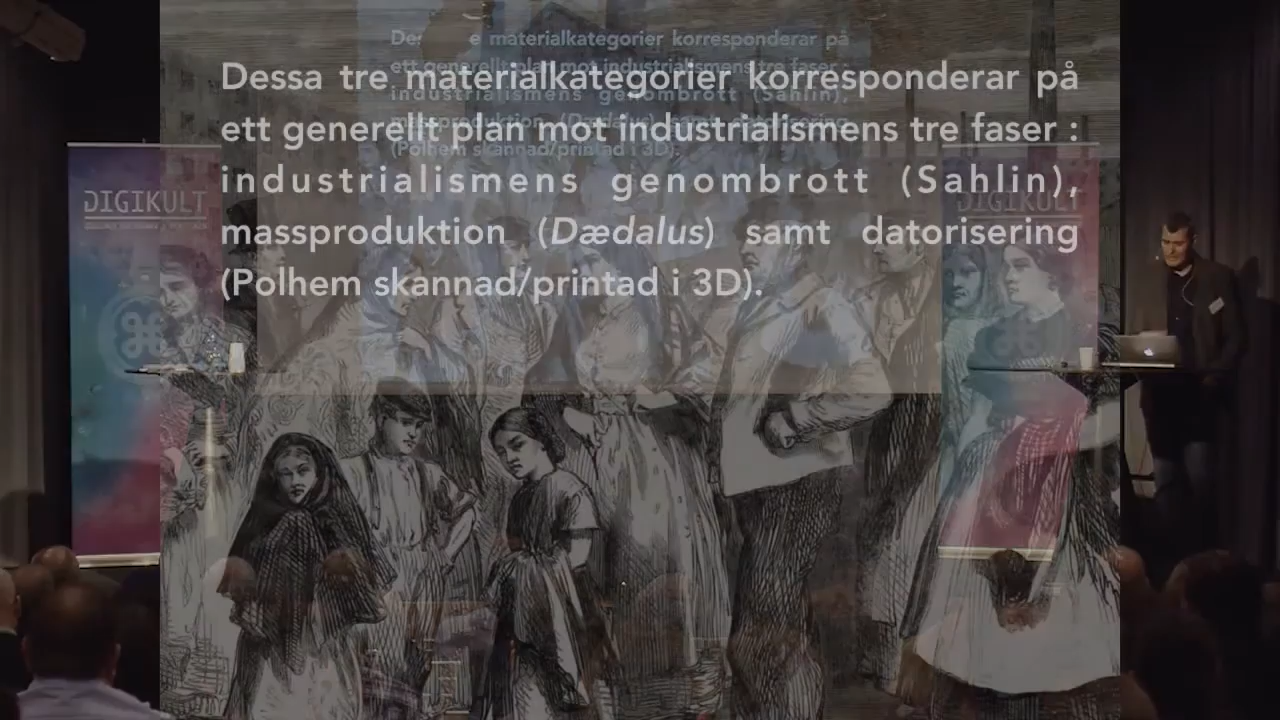 Dessa tre materialkategorier korresponderar på
ett generellt plan mot industrialismens tre faser :
industrialismens genombrott (Sahlin),
massproduktion (Dædalus) samt datorisering
(Polhem skannad/printad i 3D).
DIGIKULT
DIGIKULT